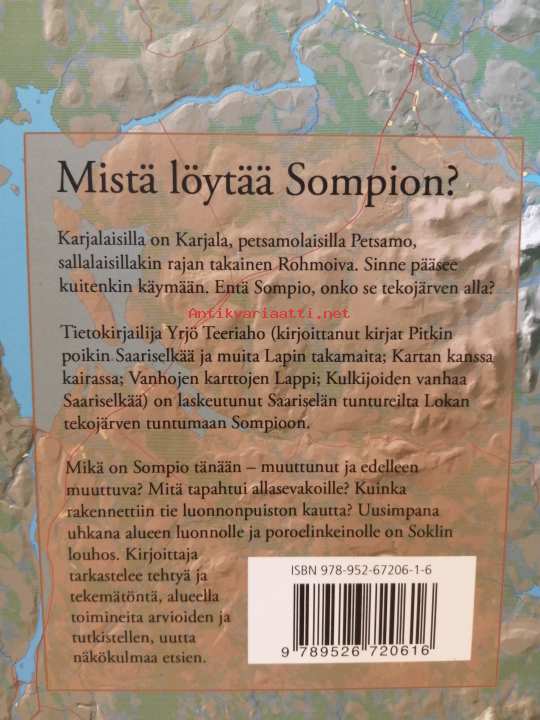 Mistä löytää Sompion?
Karjalaisilla on Karjala, petsamolaisilla Petsamo,
sallalaisillakin rajan takainen Rohmoiva. Sinne pääsee
kuitenkin käymään. Entä Sompio, onko se tekojärven alla?
Antikvariaatti.net
Tietokirjailija Yrjö Teeriaho (kirjoittanut kirjat Pitkin
poikin Saariselkää ja muita Lapin takamaita; Kartan kanssa
kairassa; Vanhojen karttojen Lappi; Kulkijoiden vanhaa
Saariselkää) on laskeutunut Saariselän tuntureilta Lokan
tekojärven tuntumaan Sompioon.
Mikä on Sompio tänään – muuttunut ja edelleen
muuttuva? Mitä tapahtui allasevakoille? Kuinka
rakennettiin tie luonnonpuiston kautta? Uusimpana
uhkana alueen luonnolle ja poroelinkeinolle on Soklin
louhos. Kirjoittaja
tarkastelee tehtyä ja
tekemätöntä, alueella
toimineita arvioiden ja
tutkistellen, uutta
näkökulmaa etsien.
ISBN 978-952-67206-1-6
9 789526 720616